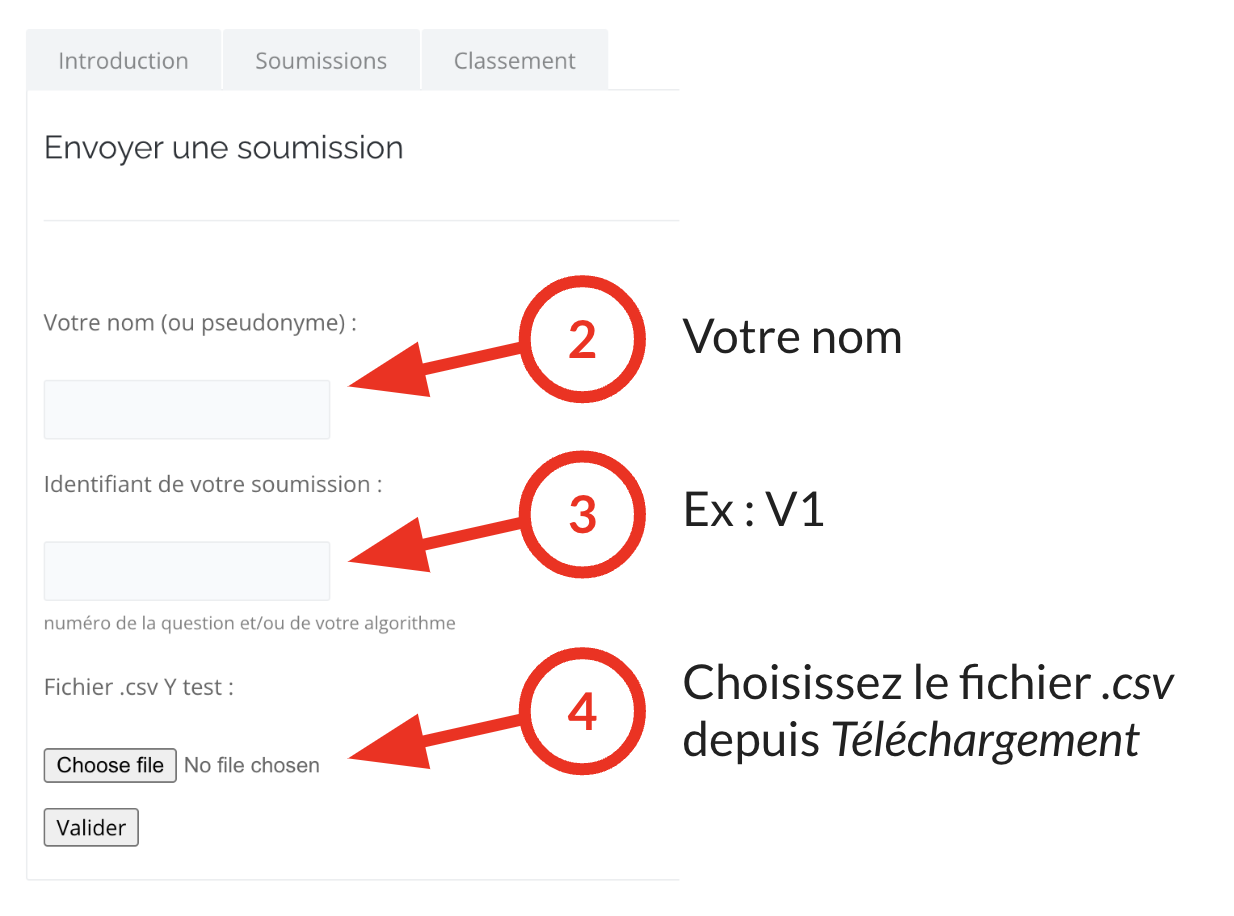 Introduction
Soumissions
Classement
Envoyer une soumission
Votre nom (ou pseudonyme) :
2
Votre nom
Identifiant de votre soumission :
3
Ex : V1
numéro de la question et/ou de votre algorithme
Fichier .csv Y test :
4
Choisissez le fichier .csv
depuis Téléchargement
Choose file No file chosen
Valider